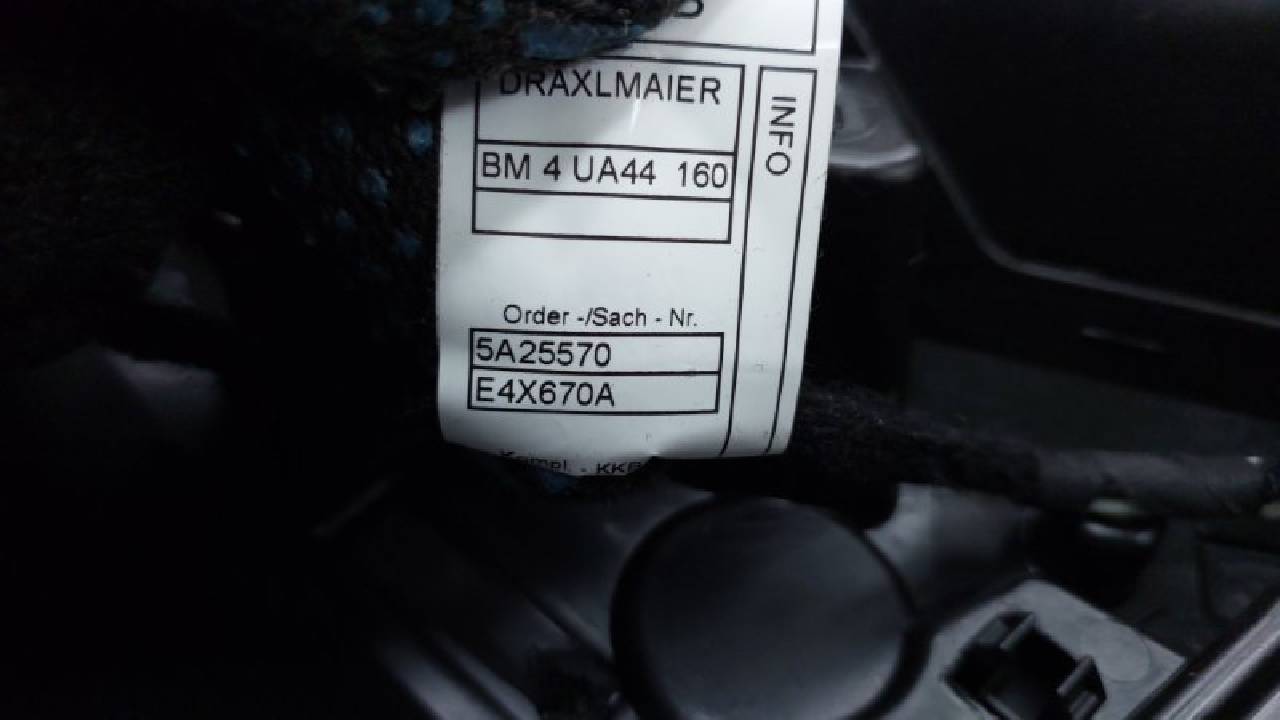 DRAXLMAIER
BM 4 UA44 160
INFO
Order -/Sach - Nr.
5A25570
E4X670A